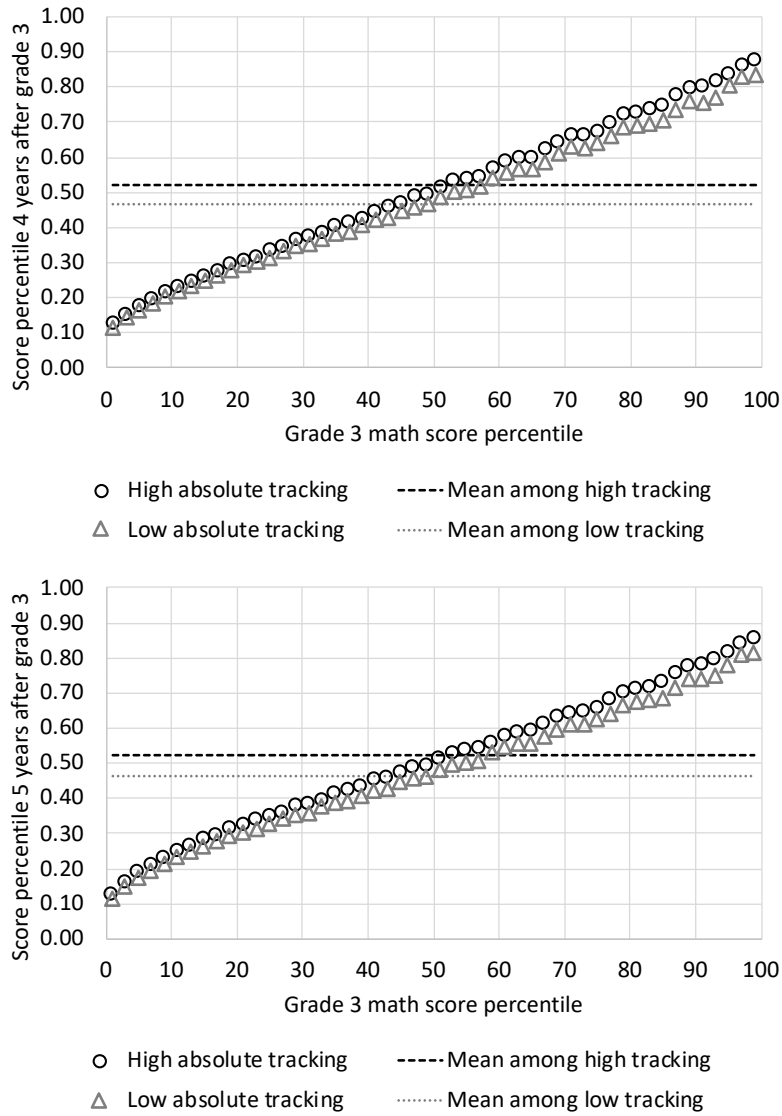 Score percentile 4 years after grade 3
1.00
0.90
0.80
0.70
0.60
0.50
0.40
0.30
0.20
0.10
0.00
0 10 20 30 40 50 60 70 80 90 100
Grade 3 math score percentile
High absolute tracking Mean among high tracking
Low absolute tracking Mean among low tracking
Score percentile 5 years after grade 3
1.00
0.90
0.80
0.70
0.60
0.50
0.40
0.30
0.20
0.10
0.00
0 10 20 30 40 50 60 70 80 90 100
Grade 3 math score percentile
High absolute tracking Mean among high tracking
Low absolute tracking Mean among low tracking